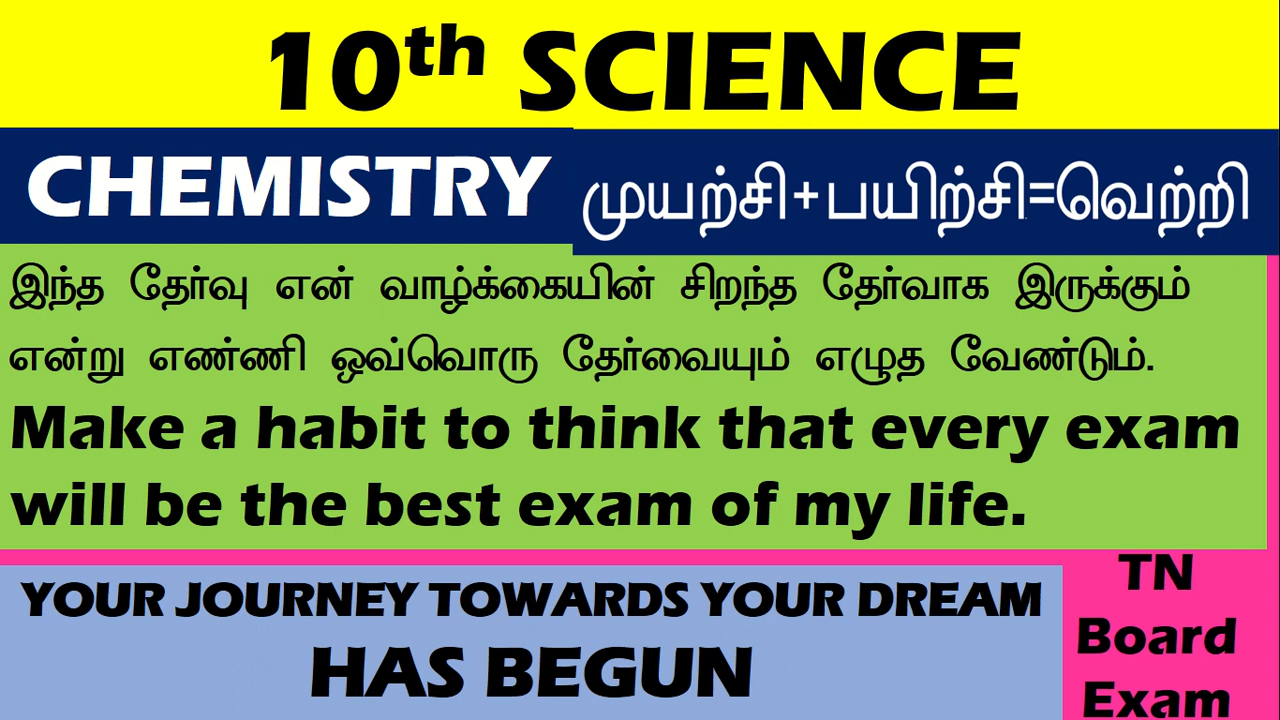 10th SCIENCE
CHEMISTRY
முயற்சி+பயிற்சி=வெற்றி
இந்த தேர்வு என் வாழ்க்கையின் சிறந்த தேர்வாக இருக்கும்
என்று எண்ணி ஒவ்வொரு தேர்வையும் எழுத வேண்டும்.
Make a habit to think that every exam
will be the best exam of my life.
YOUR JOURNEY TOWARDS YOUR DREAM
HAS BEGUN
TN
Board
Exam